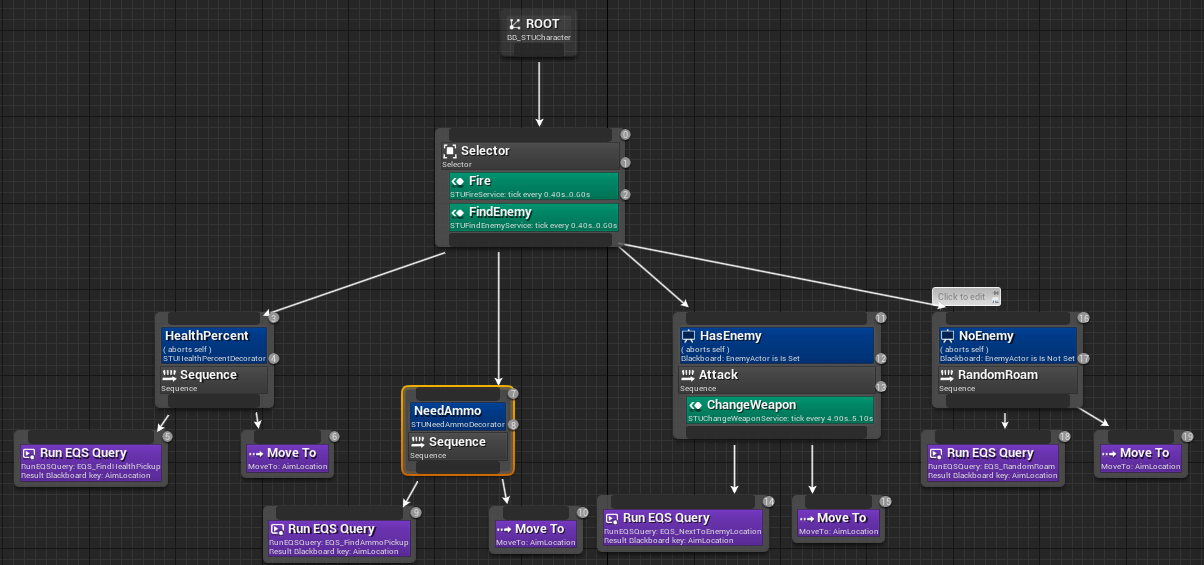 ROOT
BB_STUCharacter
0
Selector
Selector
1
Fire
STUFireService: tick every 0.40s..0.60s
2
FindEnemy
STUFindEnemyService: tick every 0.40s..0.60s
Click to edit
3
HealthPercent
( aborts self )
STUHealthPercentDecorator
4
Sequence
Sequence
5
Run EQS Query
RunEQSQuery: EQS_FindHealthPickup
Result Blackboard key: AimLocation
6
Move To
MoveTo: AimLocation
7
NeedAmmo
STUNeedAmmoDecorator
8
Sequence
Sequence
9
Run EQS Query
RunEQSQuery: EQS_FindAmmoPickup
Result Blackboard key: AimLocation
10
Move To
MoveTo: AimLocation
11
HasEnemy
( aborts self )
Blackboard: EnemyActor is Is Set
12
Attack
Sequence
13
ChangeWeapon
STUChangeWeaponService: tick every 4.90s..5.10s
14
Run EQS Query
RunEQSQuery: EQS_NextToEnemyLocation
Result Blackboard key: AimLocation
15
Move To
MoveTo: AimLocation
16
NoEnemy
( aborts self )
Blackboard: EnemyActor is Is Not Set
17
RandomRoam
Sequence
18
Run EQS Query
RunEQSQuery: EQS_RandomRoam
Result Blackboard key: AimLocation
19
Move To
MoveTo: AimLocation